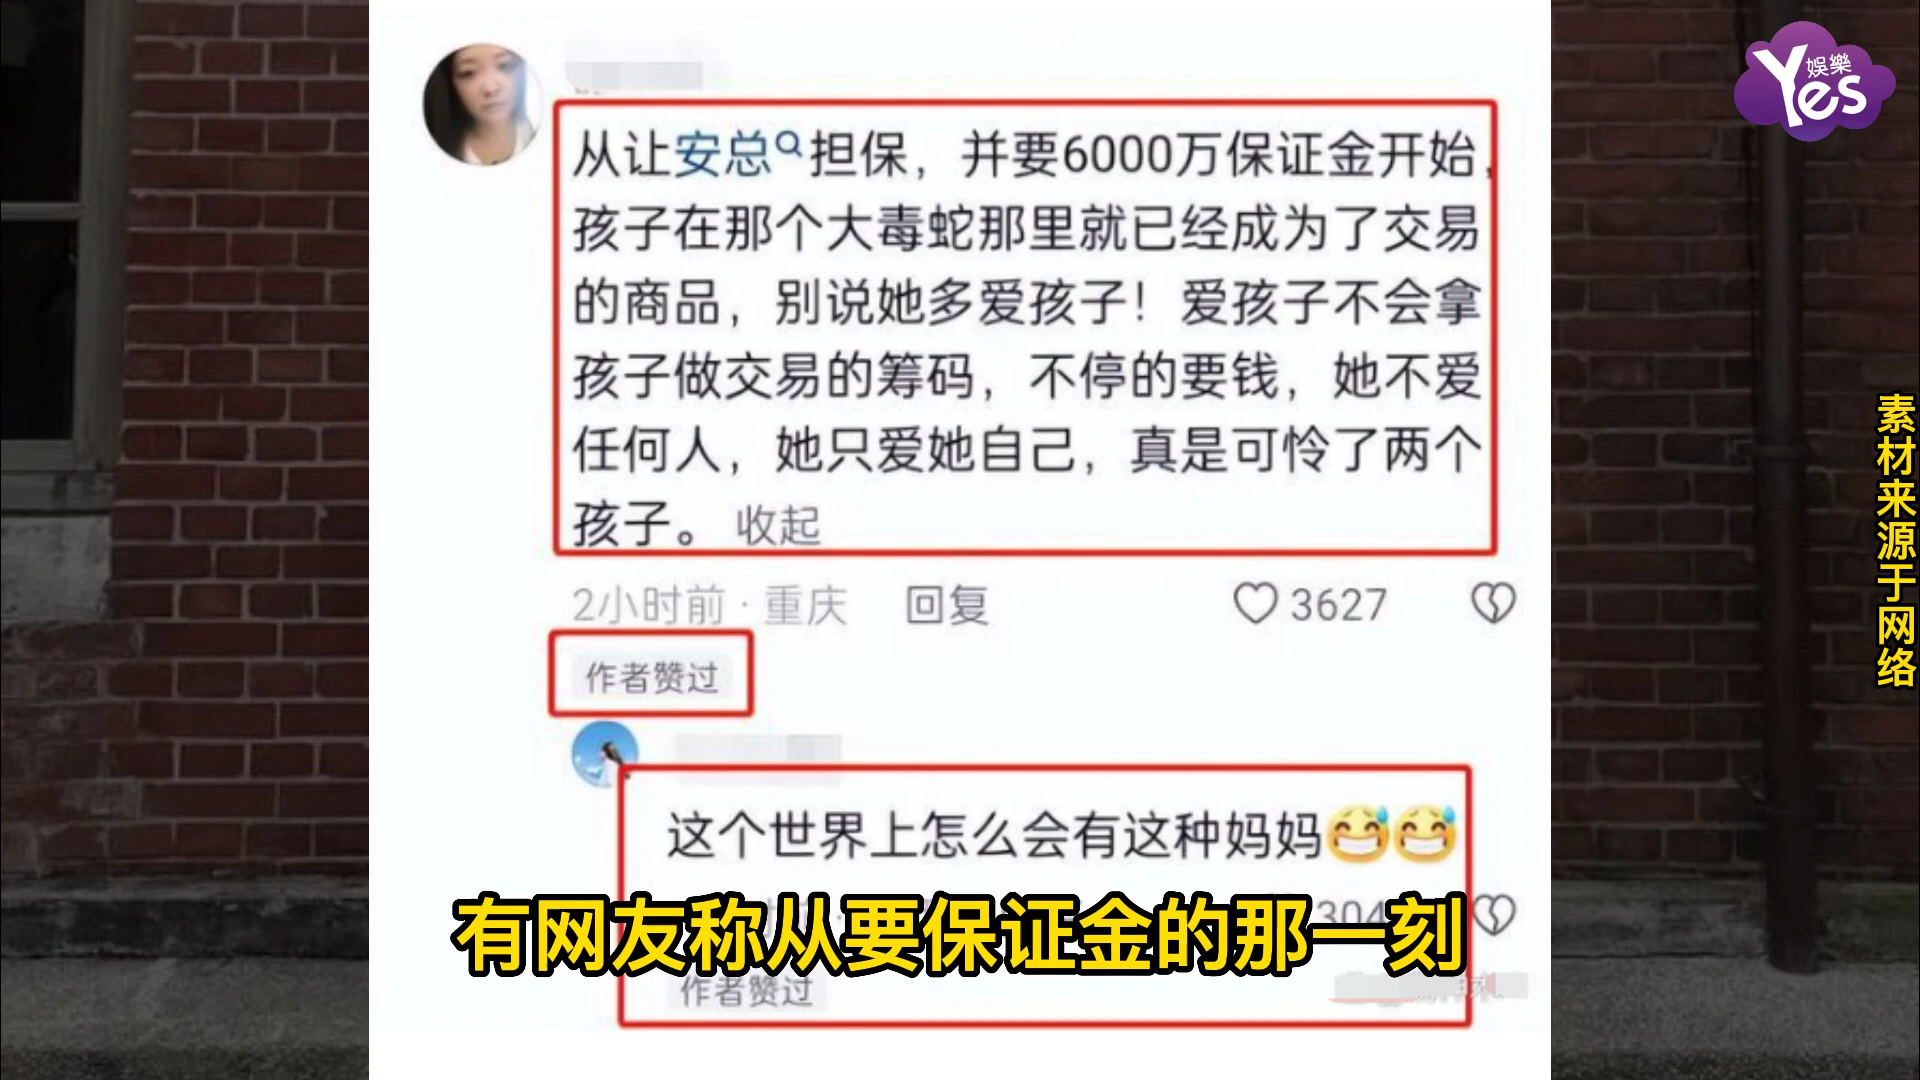 娛樂
Yes
从让安总担保，并要6000万保证金开始，
孩子在那个大毒蛇那里就已经成为了交易
的商品，别说她多爱孩子！爱孩子不会拿
孩子做交易的筹码，不停的要钱，她不爱
任何人，她只爱她自己，真是可怜了两个
孩子。 收起
2小时前 · 重庆 回复 3627
作者赞过
这个世界上怎么会有这种妈妈😅😅
304
有网友称从要保证金的那一刻
作者赞过
素材来源于网络